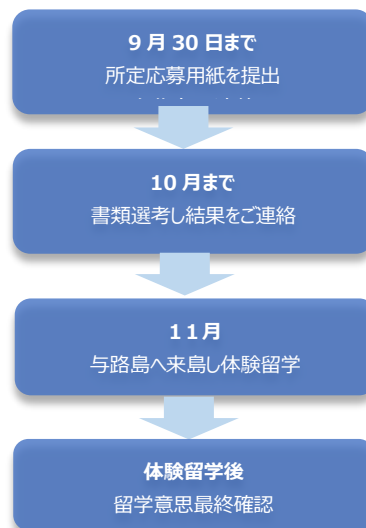 9月30日まで
所定応募用紙を提出
10月まで
書類選考し結果をご連絡
11月
与路島へ来島し体験留学
体験留学後
留学意思最終確認